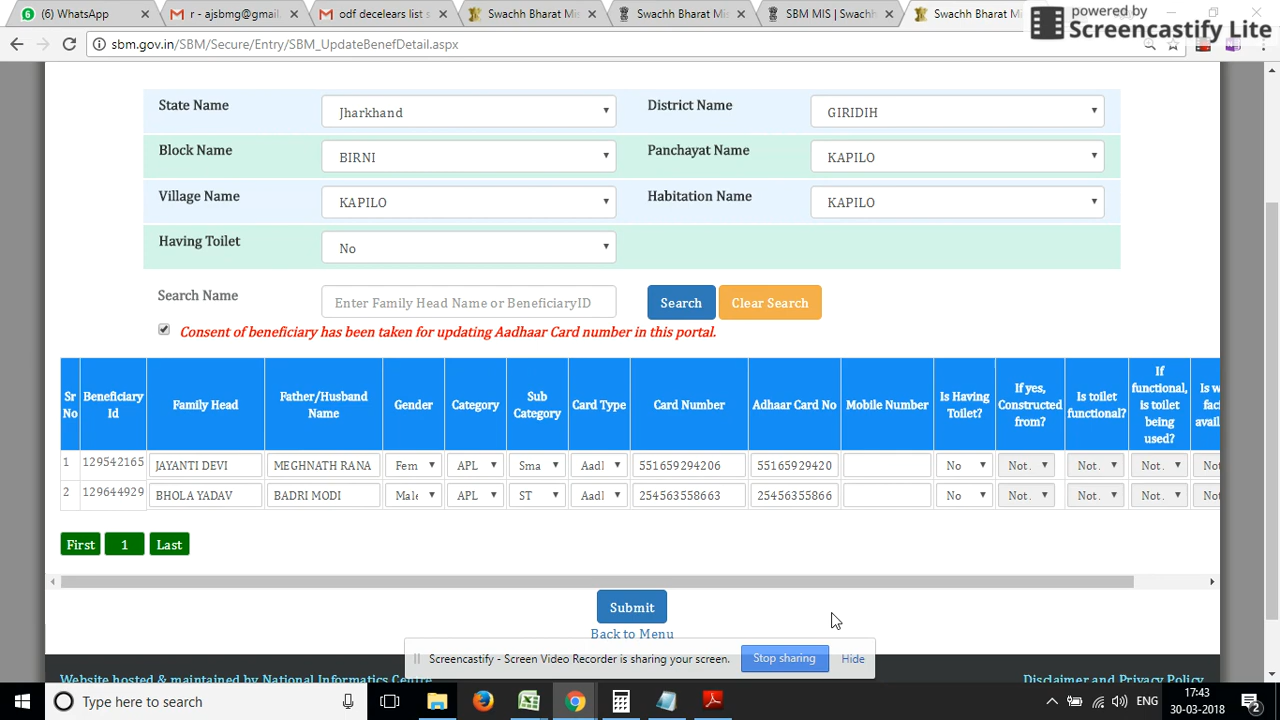 (6) WhatsApp
r - ajsbmg@gmail.
odf decelears list -
Swachh Bharat Mis
Swachh Bharat Mis
SBM MIS | Swachh
Swachh Bharat M
powered by
Screencastify Lite
sbm.gov.in/SBM/Secure/Entry/SBM_UpdateBenefDetail.aspx
State Name Jharkhand District Name GIRIDIH
Block Name BIRNI Panchayat Name KAPILO
Village Name KAPILO Habitation Name KAPILO
Having Toilet No
Search Name Enter Family Head Name or BeneficiaryID Search Clear Search
Consent of beneficiary has been taken for updating Aadhaar Card number in this portal.
Sr No Beneficiary Id Family Head Father/Husband Name Gender Category Sub Category Card Type Card Number Adhaar Card No Mobile Number Is Having Toilet? If yes, Constructed from? Is toilet functional? If functional, is toilet being used? Is w fac avail
1 129542165 JAYANTI DEVI MEGHNATH RANA Fem APL Sma Aadl 551659294206 55165929420 No Not. Not. Not. No
2 129644929 BHOLA YADAV BADRI MODI Male APL ST Aadl 254563558663 25456355866 No Not. Not. Not. No
First 1 Last
Submit
Back to Menu
Screencastify - Screen Video Recorder is sharing your screen. Stop sharing Hide
Website hosted & maintained by National Informatics Centre
Disclaimer and Privacy Policy
Type here to search
ENG
17:43
30-03-2018
2